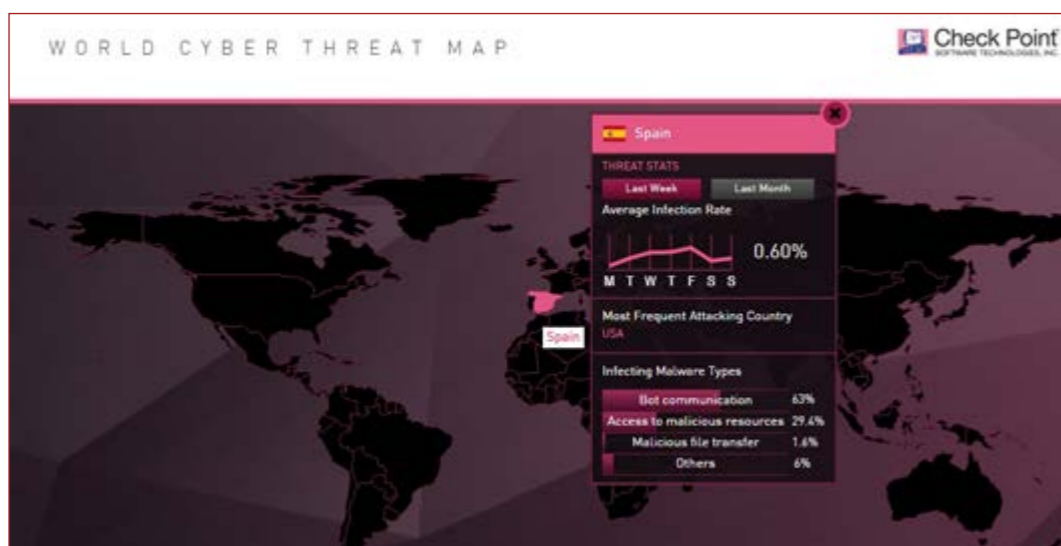 WORLD CYBER THREAT MAP
Check Point
SOFTWARE TECHNOLOGIES, INC.
Spain
THREAT STATS
Last Week Last Month
Average Infection Rate
0.60%
M T W T F S S
Most Frequent Attacking Country
USA
Spain
Infecting Malware Types
Bot communication 63%
Access to malicious resources 29.4%
Malicious file transfer 1.6%
Others 6%